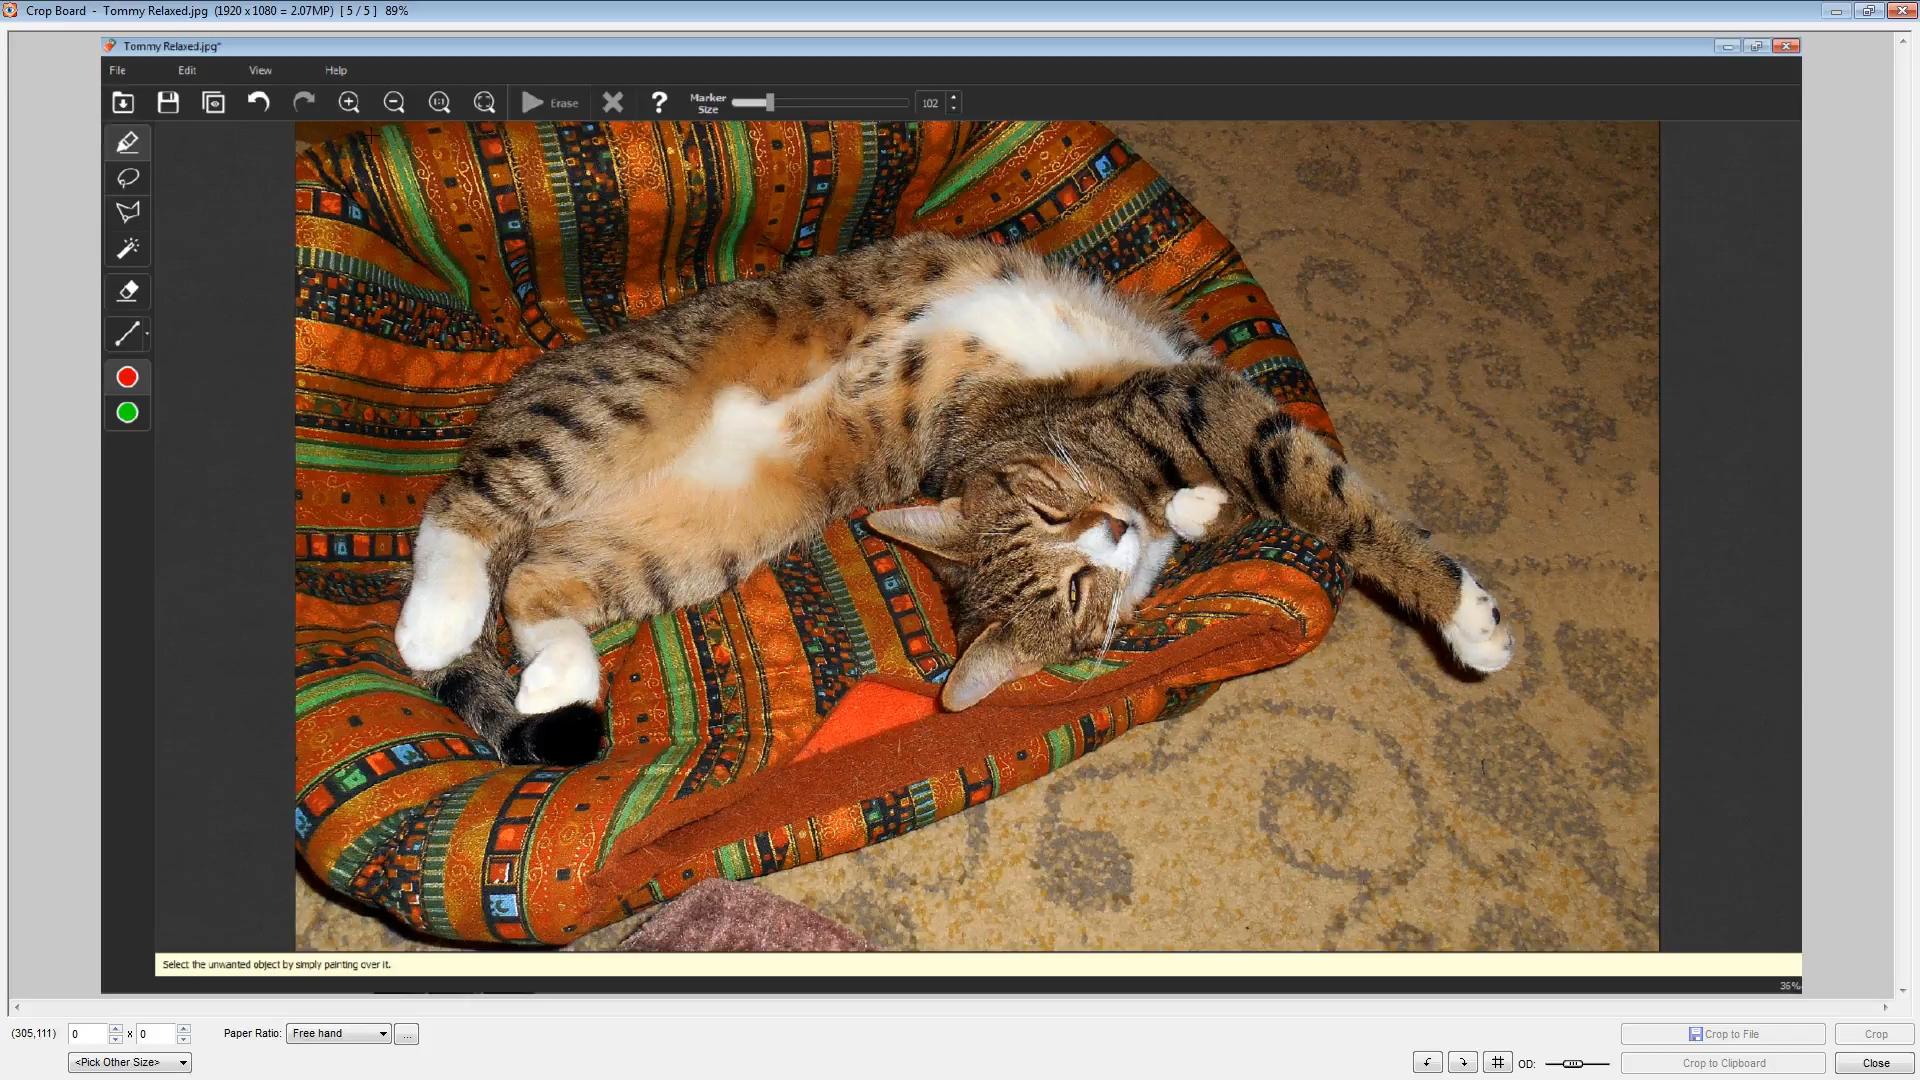 Crop Board - Tommy Relaxed.jpg (1920 x 1080 = 2.07MP) [ 5 / 5 ] 89%
Tommy Relaxed.jpg*
File Edit View Help
Erase ? Marker Size 102
Select the unwanted object by simply painting over it.
36%
(305,111) 0 x 0 Paper Ratio: Free hand ... Crop to File Crop
<Pick Other Size> OD: Crop to Clipboard Close